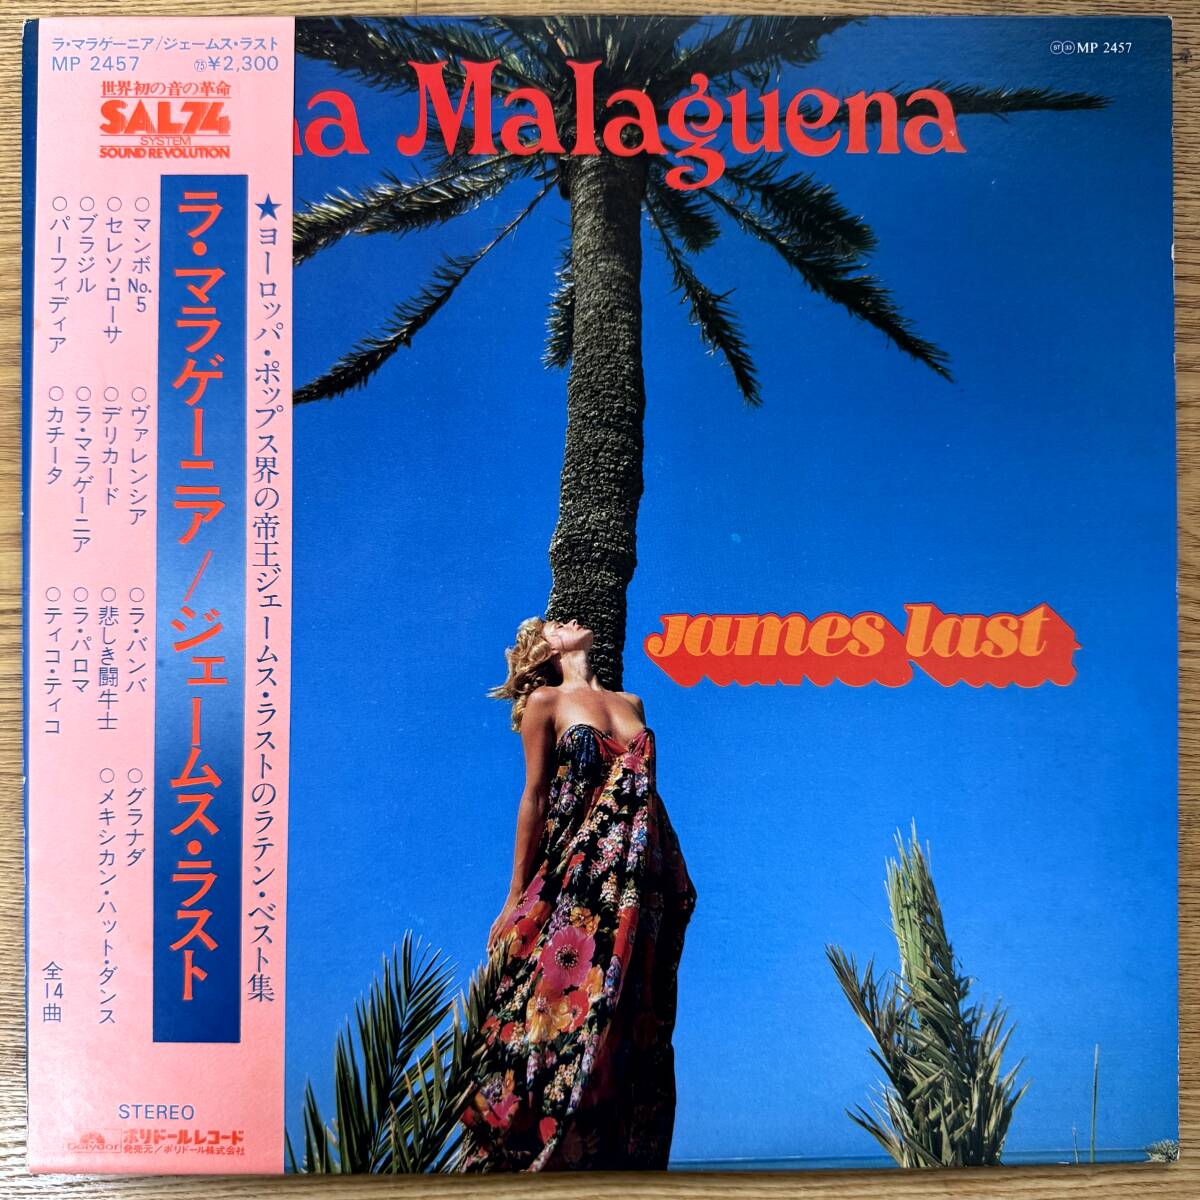 ラ・マラゲーニア/ジェームス・ラスト
MP 2457 ㊆¥2,300
世界初の音の革命
SAL74
SYSTEM
SOUND REVOLUTION
★ヨーロッパ・ポップス界の帝王ジェームス・ラストのラテン・ベスト集
ラ・マラゲーニア/ジェームス・ラスト
○マンボNo.5 ○ヴァレンシア ○ラ・バンバ ○グラナダ
○セレソ・ローサ ○デリカード ○悲しき闘牛士 ○メキシカン・ハット・ダンス
○ブラジル ○ラ・マラゲーニア ○ラ・パロマ
○パーフィディア ○カチータ ○ティコ・ティコ
全14曲
STEREO
Polydor ポリドールレコード
発売元/ポリドール株式会社
ST 33 MP 2457
Malaguena
james last